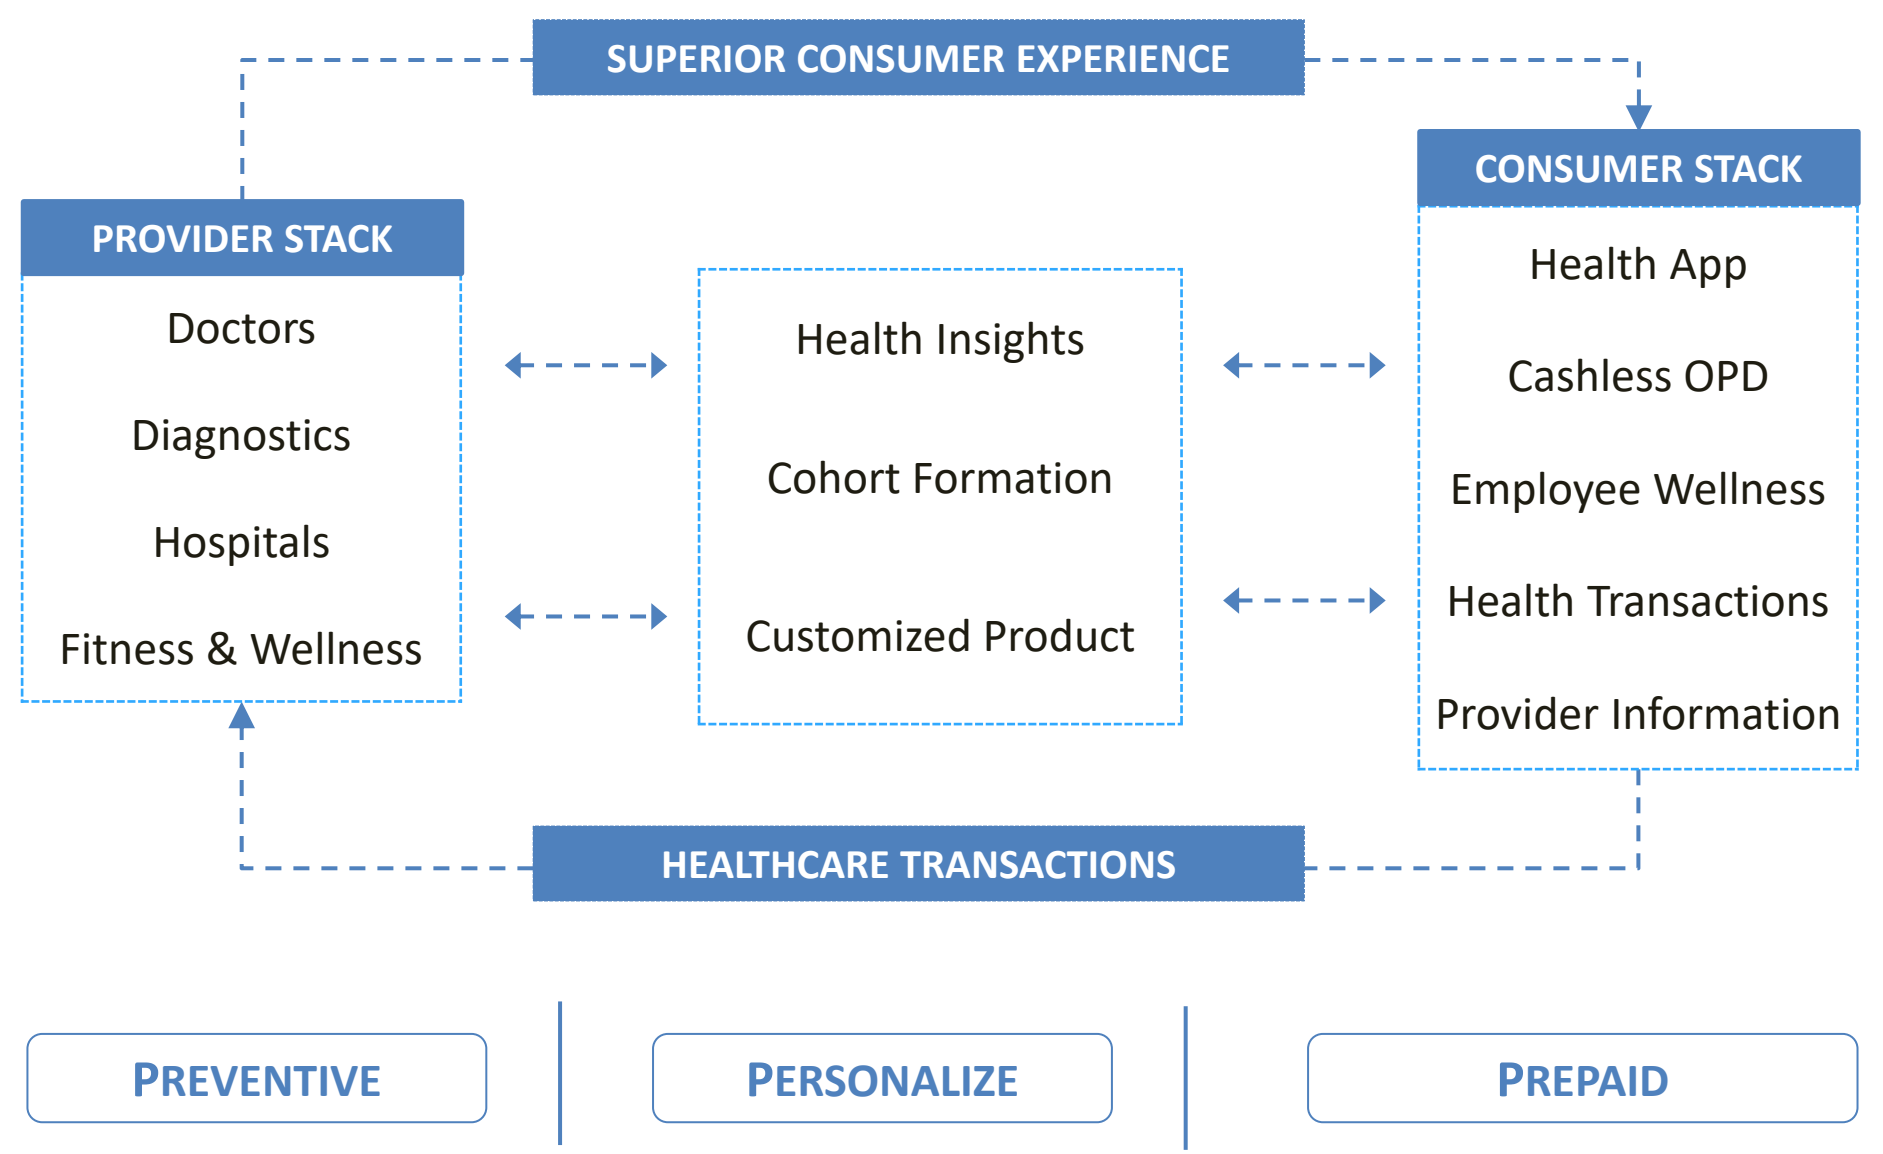 SUPERIOR CONSUMER EXPERIENCE
PROVIDER STACK
Doctors
Diagnostics
Hospitals
Fitness & Wellness
Health Insights
Cohort Formation
Customized Product
CONSUMER STACK
Health App
Cashless OPD
Employee Wellness
Health Transactions
Provider Information
HEALTHCARE TRANSACTIONS
PREVENTIVE
PERSONALIZE
PREPAID